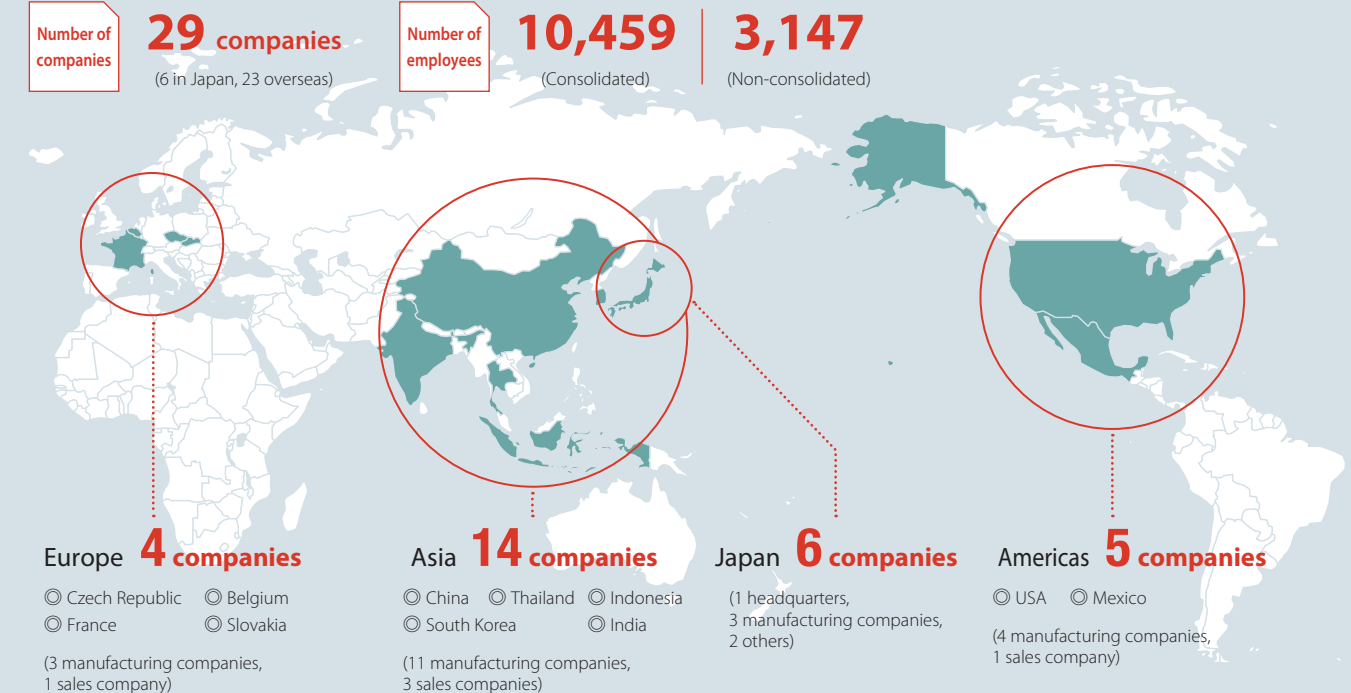 Number of
companies
29 companies
(6 in Japan, 23 overseas)
Number of
employees
10,459
(Consolidated)
3,147
(Non-consolidated)
Europe 4 companies
◎ Czech Republic ◎ Belgium
◎ France ◎ Slovakia
(3 manufacturing companies,
1 sales company)
Asia 14 companies
◎ China ◎ Thailand ◎ Indonesia
◎ South Korea ◎ India
(11 manufacturing companies,
3 sales companies)
Japan 6 companies
(1 headquarters,
3 manufacturing companies,
2 others)
Americas 5 companies
◎ USA ◎ Mexico
(4 manufacturing companies,
1 sales company)